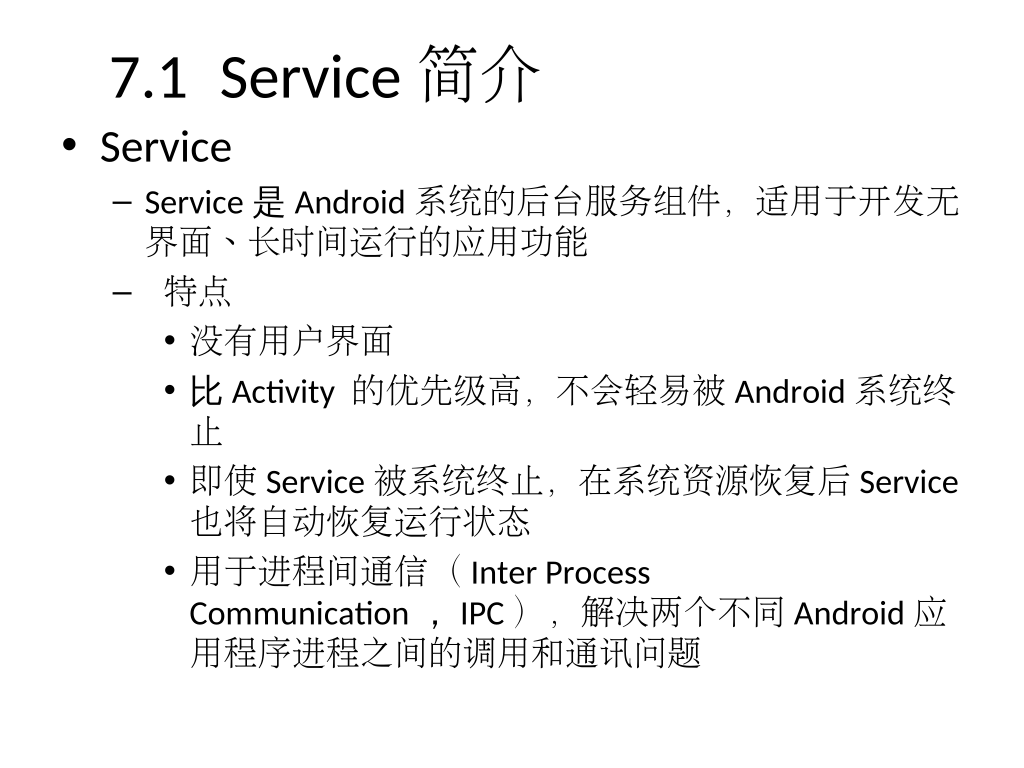 7.1 Service 简介
• Service
– Service 是 Android 系统的后台服务组件，适用于开发无
界面、长时间运行的应用功能
– 特点
• 没有用户界面
• 比 Activity 的优先级高，不会轻易被 Android 系统终
止
• 即使 Service 被系统终止，在系统资源恢复后 Service
也将自动恢复运行状态
• 用于进程间通信（ Inter Process
Communication ，IPC ），解决两个不同 Android 应
用程序进程之间的调用和通讯问题